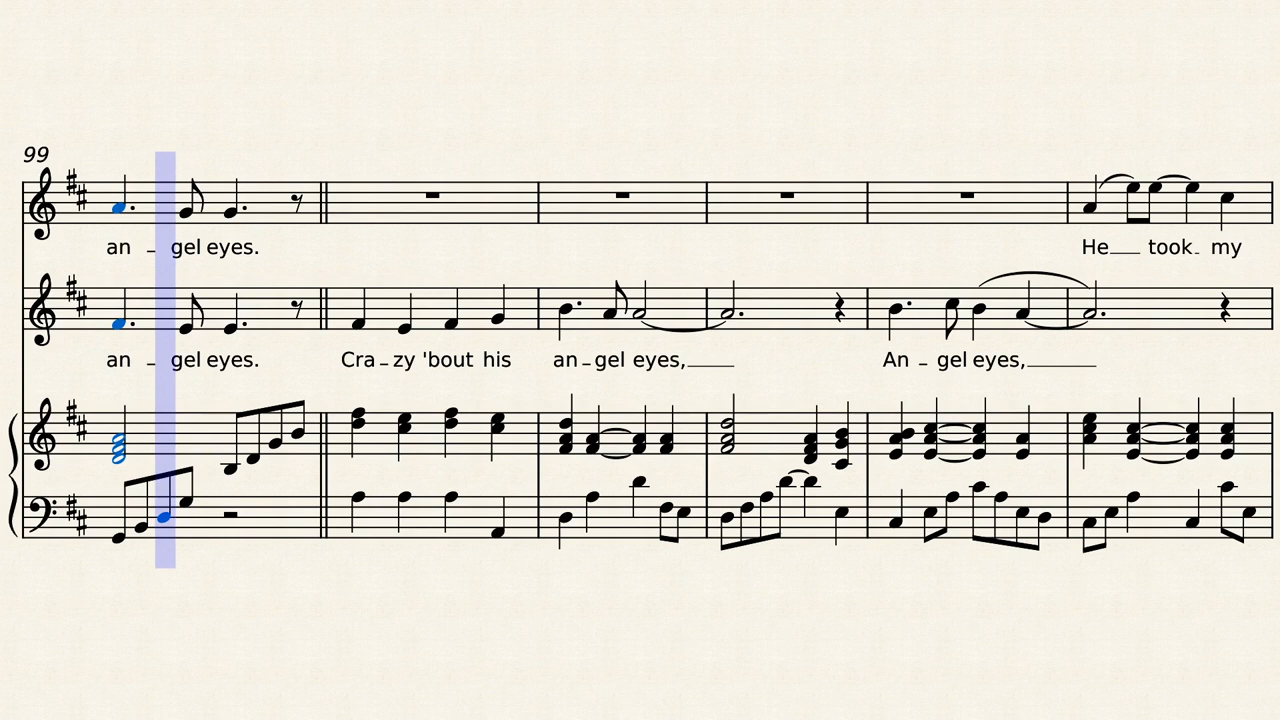 99
an - gel eyes. He took my
an - gel eyes. Cra - zy 'bout his an - gel eyes, An - gel eyes,